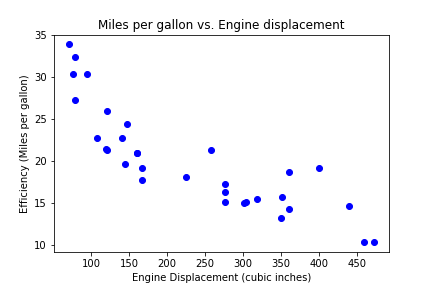 Miles per gallon vs. Engine displacement
35
30
25
20
15
10
Efficiency (Miles per gallon)
100 150 200 250 300 350 400 450
Engine Displacement (cubic inches)